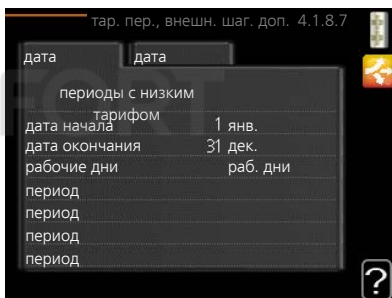 тар. пер., внешн. шаг. доп. 4.1.8.7
дата дата
периоды с низким
тарифом
дата начала 1 янв.
дата окончания 31 дек.
рабочие дни раб. дни
период
период
период
период
?